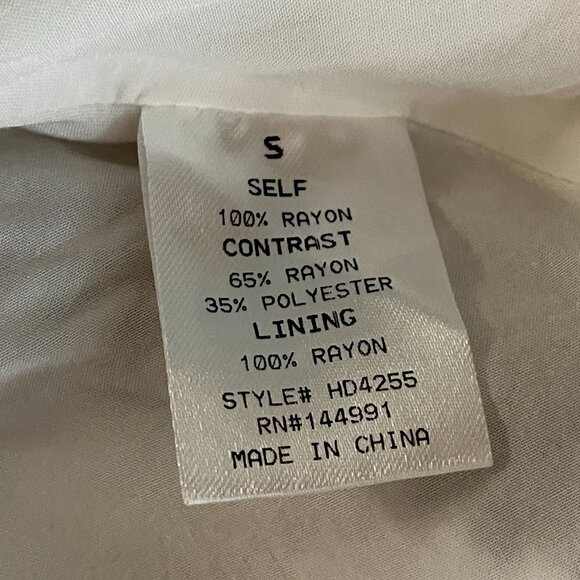 S
SELF
100% RAYON
CONTRAST
65% RAYON
35% POLYESTER
LINING
100% RAYON
STYLE# HD4255
RN#144991
MADE IN CHINA